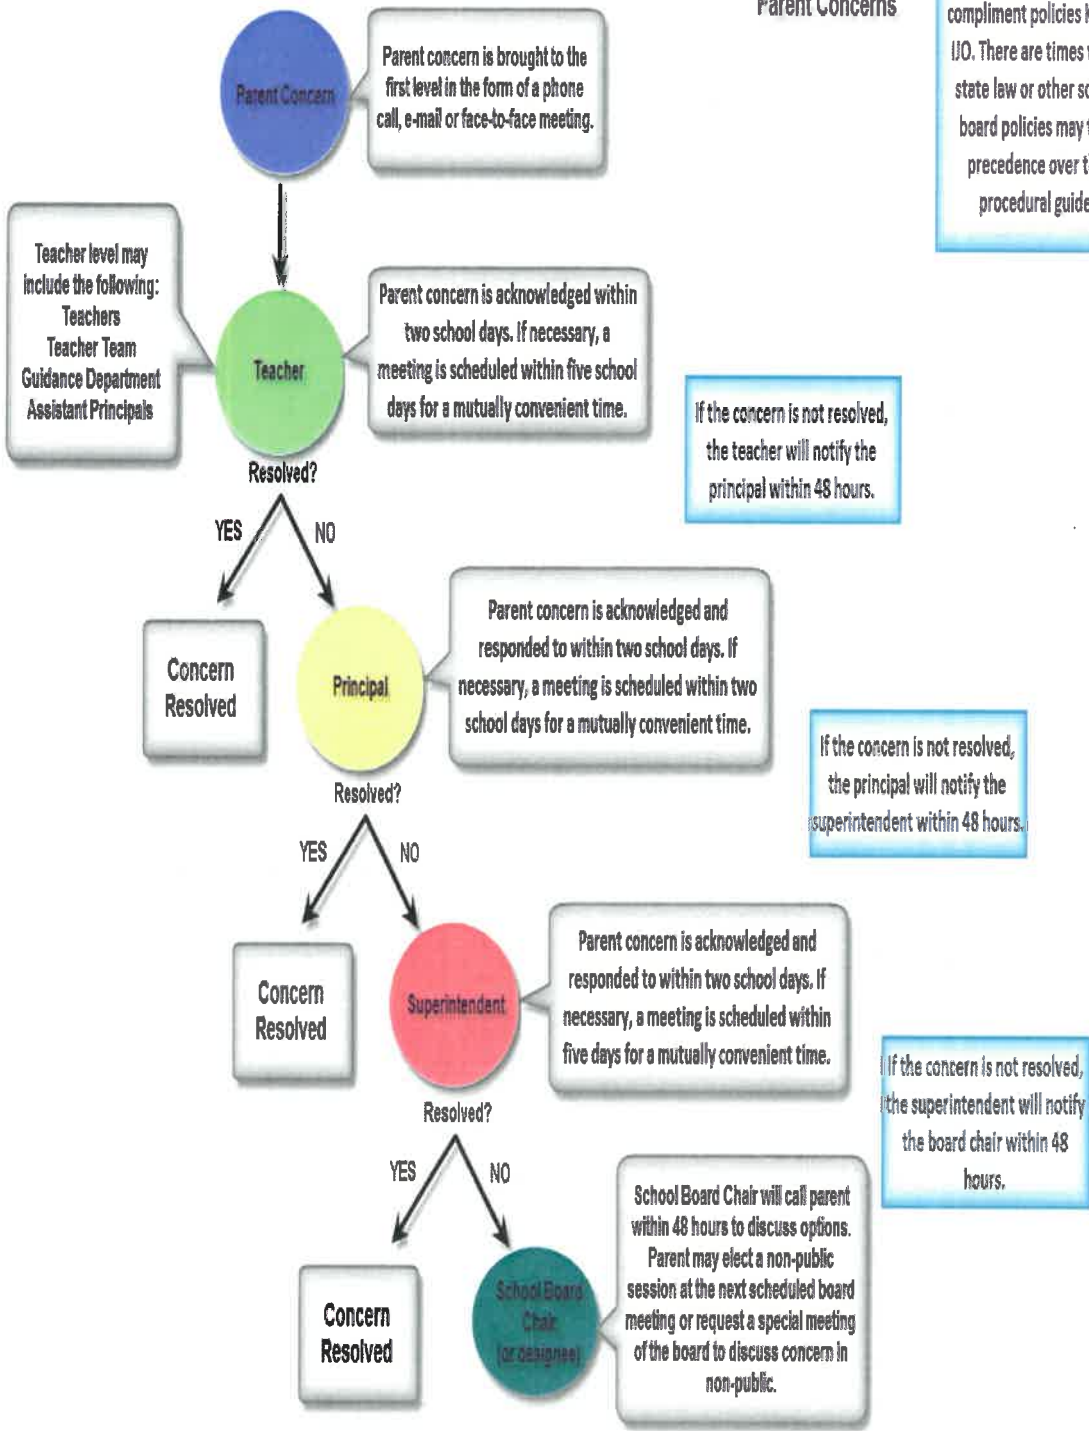 Parent Concerns
compliment policies
IJO. There are times
state law or other
board policies may
precedence over
procedural guide
Parent Concern
Parent concern is brought to the
first level in the form of a phone
call, e-mail or face-to-face meeting.
Teacher level may
include the following:
Teachers
Teacher Team
Guidance Department
Assistant Principals
Teacher
Parent concern is acknowledged within
two school days. If necessary, a
meeting is scheduled within five school
days for a mutually convenient time.
If the concern is not resolved,
the teacher will notify the
principal within 48 hours.
Resolved?
YES
NO
Concern
Resolved
Principal
Parent concern is acknowledged and
responded to within two school days. If
necessary, a meeting is scheduled within two
school days for a mutually convenient time.
If the concern is not resolved,
the principal will notify the
superintendent within 48 hours.
Resolved?
YES
NO
Concern
Resolved
Superintendent
Parent concern is acknowledged and
responded to within two school days. If
necessary, a meeting is scheduled within
five days for a mutually convenient time.
If the concern is not resolved,
the superintendent will notify
the board chair within 48
hours.
Resolved?
YES
NO
Concern
Resolved
School Board
Chair
(or designee)
School Board Chair will call parent
within 48 hours to discuss options.
Parent may elect a non-public
session at the next scheduled board
meeting or request a special meeting
of the board to discuss concern in
non-public.